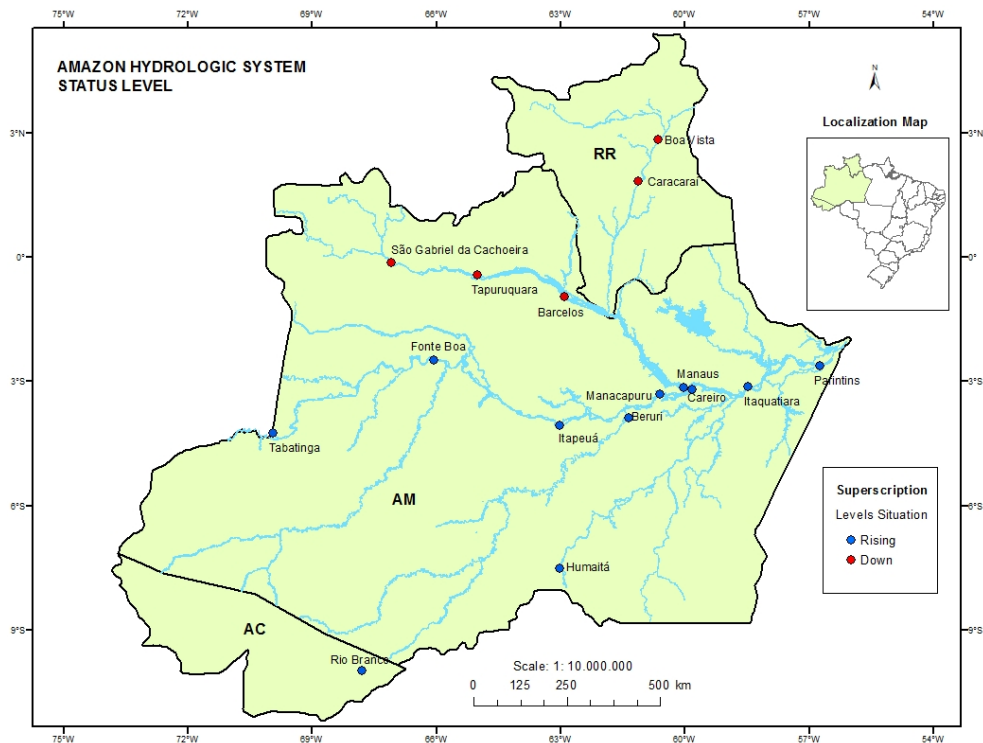 75°W 72°W 69°W 66°W 63°W 60°W 57°W 54°W
AMAZON HYDROLOGIC SYSTEM
STATUS LEVEL
N
Localization Map
3°N 3°N
Boa Vista
RR
Caracaraí
São Gabriel da Cachoeira
0° 0°
Tapuruquara
Barcelos
Fonte Boa
Manaus
3°S 3°S
Parintins
Manacapuru
Careiro
Itaquatiara
Beruri
Itapeuá
Tabatinga
Superscription
AM
6°S 6°S
Levels Situation
Rising
Down
Humaitá
9°S 9°S
AC
Rio Branco
Scale: 1: 10.000.000
0 125 250 500 km
75°W 72°W 69°W 66°W 63°W 60°W 57°W 54°W